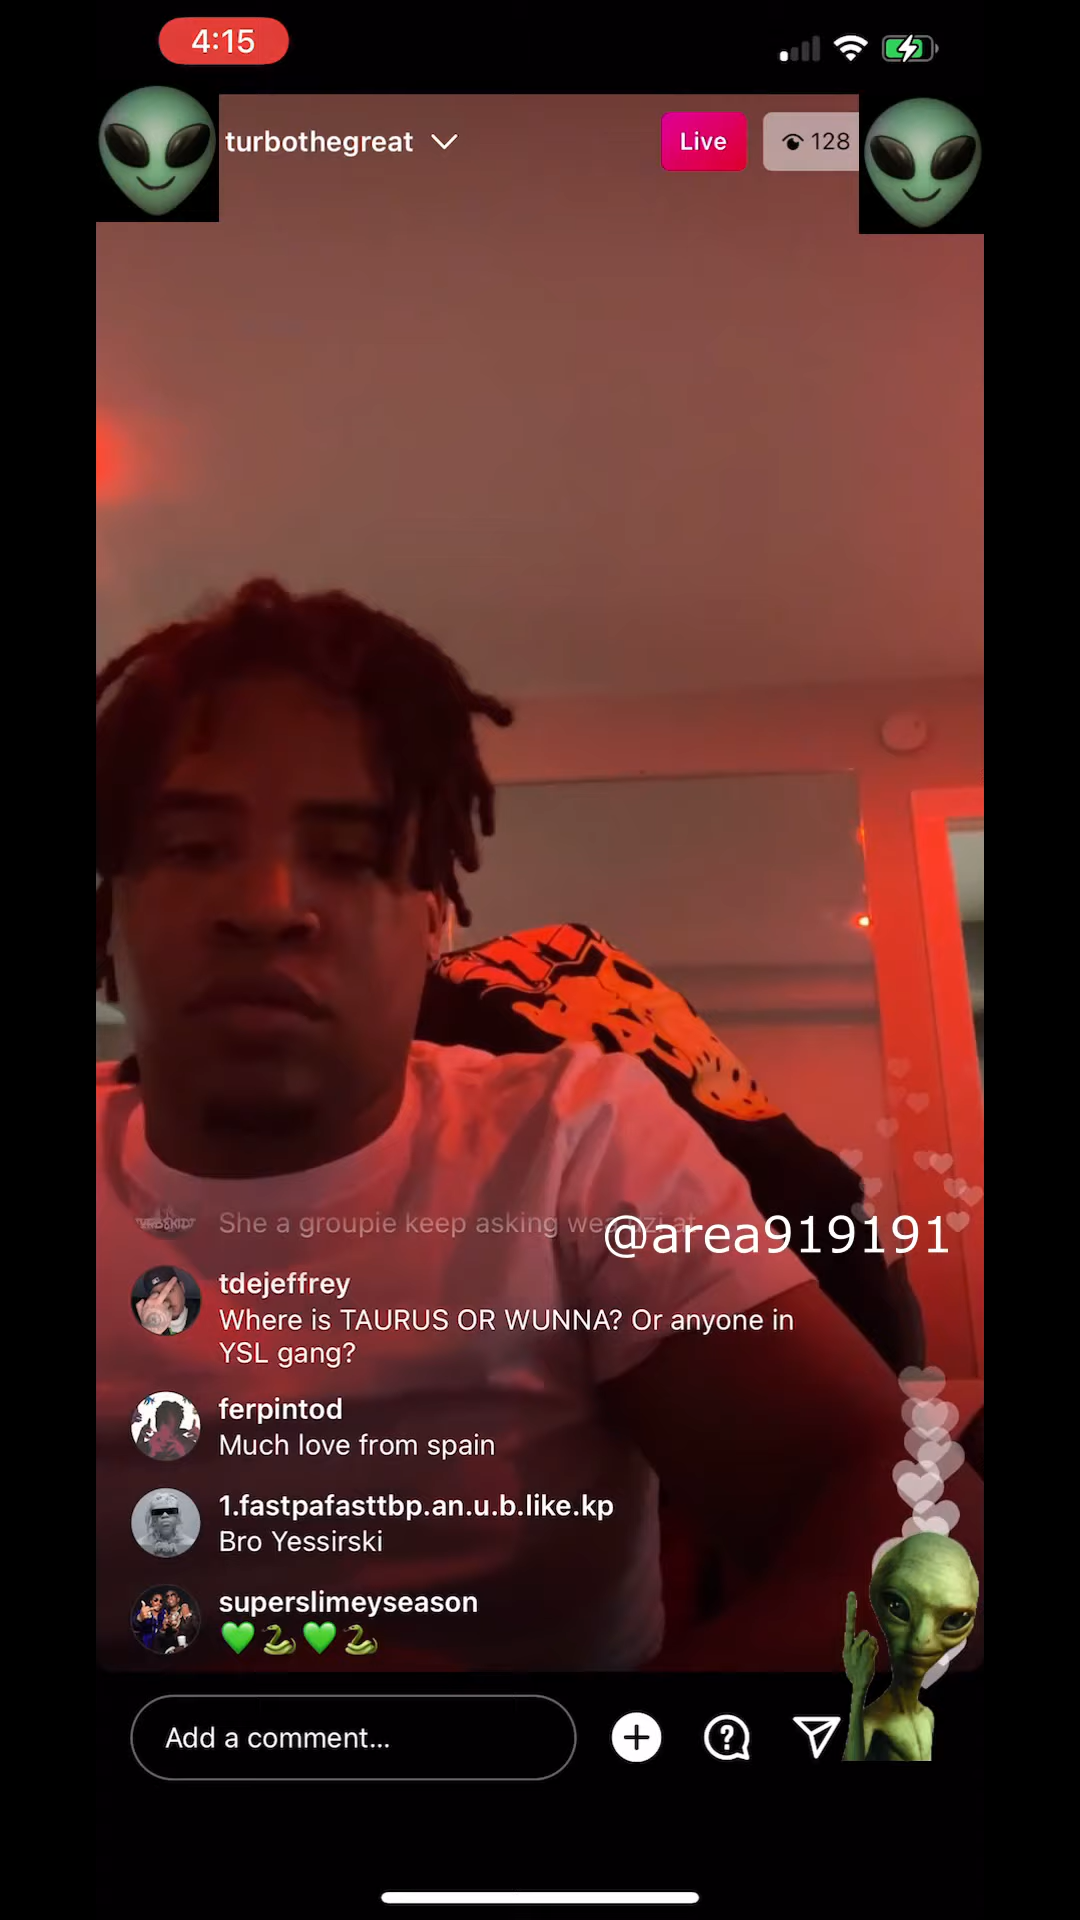 4:15
turbothegreat
Live
128
She a groupie keep asking
@area919191
tdejeffrey
Where is TAURUS OR WUNNA? Or anyone in
YSL gang?
ferpintod
Much love from spain
1.fastpafasttbp.an.u.b.like.kp
Bro Yessirski
superslimeyseason
💚🐍💚🐍
Add a comment...